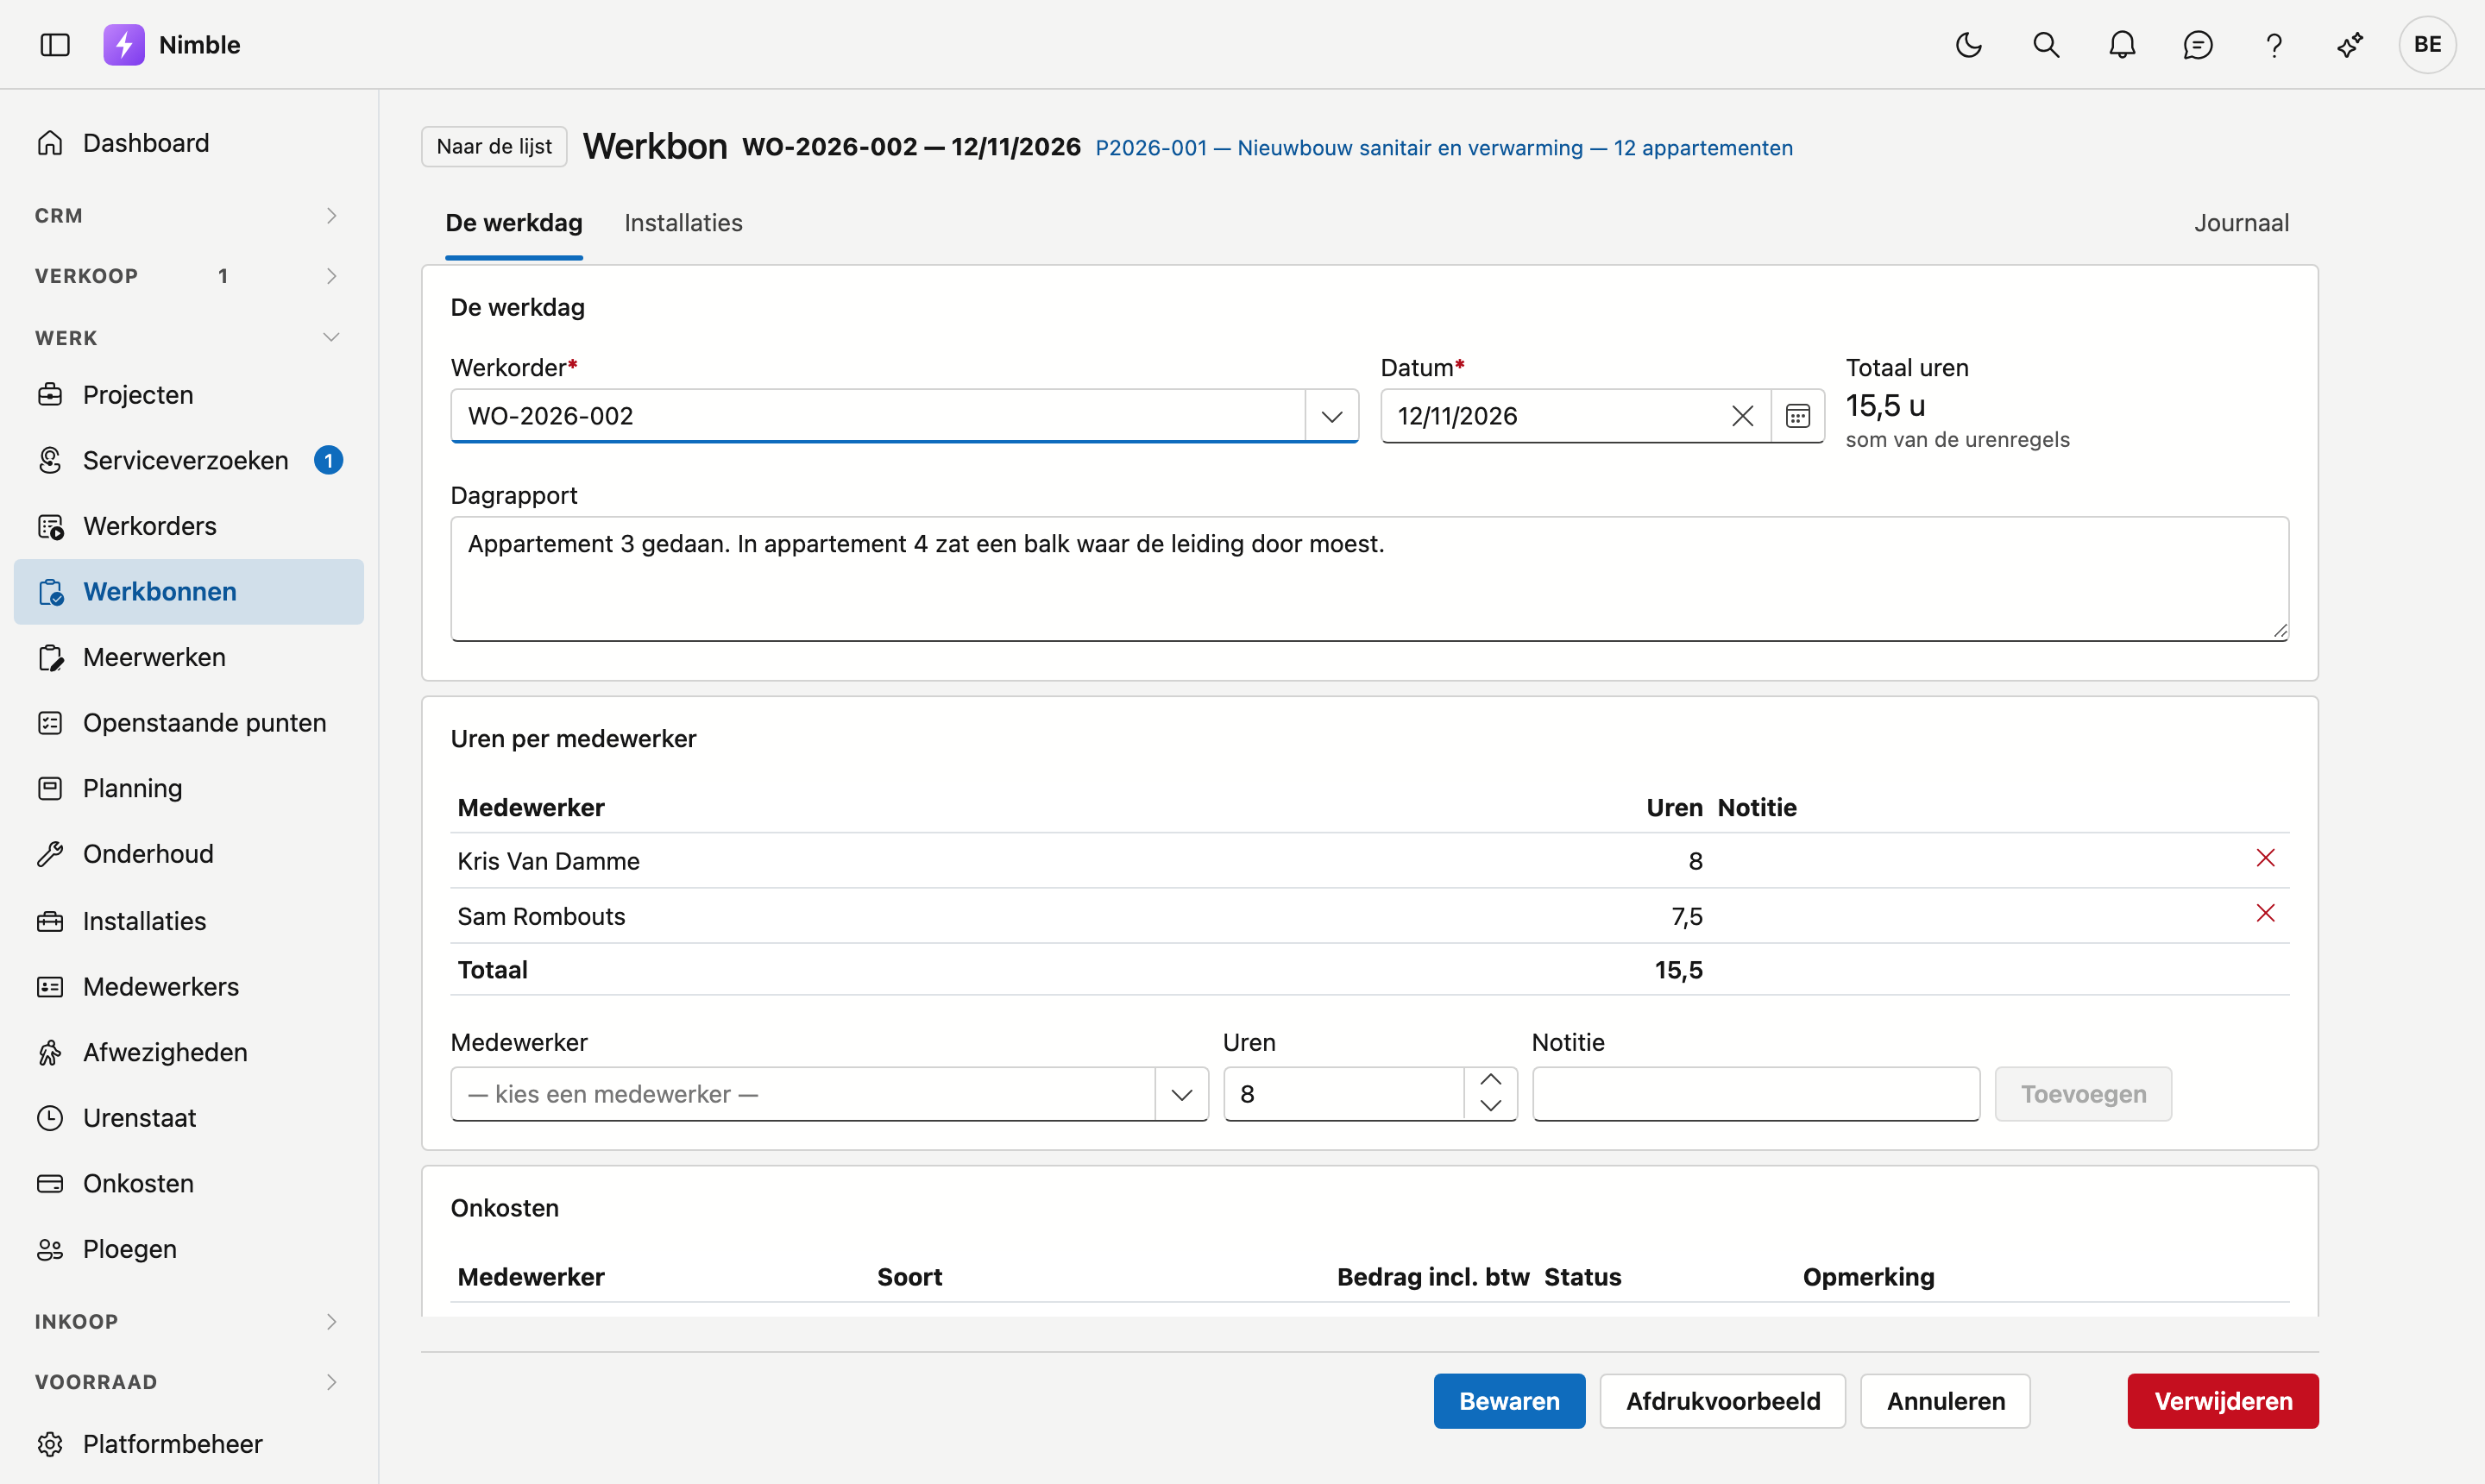 Nimble
BE
Dashboard
CRM
VERKOOP 1
WERK
Projecten
Serviceverzoeken 1
Werkorders
Werkbonnen
Meerwerken
Openstaande punten
Planning
Onderhoud
Installaties
Medewerkers
Afwezigheden
Urenstaat
Onkosten
Ploegen
INKOOP
VOORRAAD
Platformbeheer
Naar de lijst Werkbon WO-2026-002 — 12/11/2026 P2026-001 — Nieuwbouw sanitair en verwarming — 12 appartementen
De werkdag Installaties Journaal
De werkdag
Werkorder* Datum* Totaal uren
WO-2026-002 12/11/2026 15,5 u
som van de urenregels
Dagrapport
Appartement 3 gedaan. In appartement 4 zat een balk waar de leiding door moest.
Uren per medewerker
Medewerker Uren Notitie
Kris Van Damme 8
Sam Rombouts 7,5
Totaal 15,5
Medewerker Uren Notitie
— kies een medewerker — 8 Toevoegen
Onkosten
Medewerker Soort Bedrag incl. btw Status Opmerking
Bewaren Afdrukvoorbeeld Annuleren Verwijderen